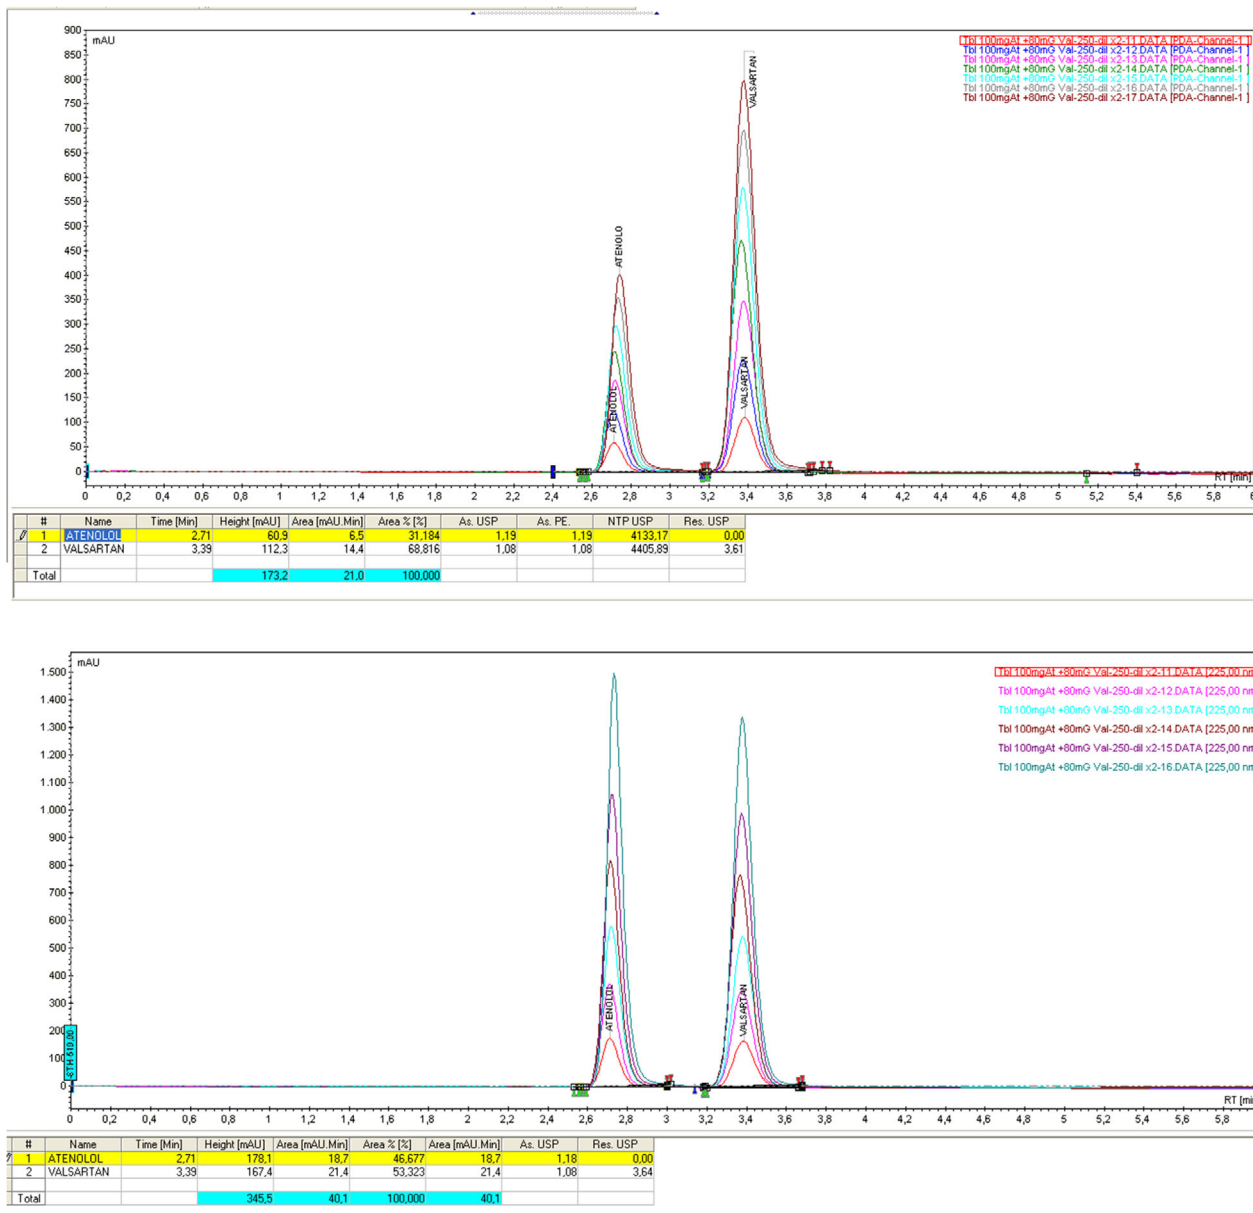 900
mAU
850
800
750
700
650
600
550
500
450
400
350
300
250
200
150
100
50
0
Tbl 100mgAt +80mG Val-250-dil x2-11.DATA [PDA-Channel-1 ]
Tbl 100mgAt +80mG Val-250-dil x2-12.DATA [PDA-Channel-1 ]
Tbl 100mgAt +80mG Val-250-dil x2-13.DATA [PDA-Channel-1 ]
Tbl 100mgAt +80mG Val-250-dil x2-14.DATA [PDA-Channel-1 ]
Tbl 100mgAt +80mG Val-250-dil x2-15.DATA [PDA-Channel-1 ]
Tbl 100mgAt +80mG Val-250-dil x2-16.DATA [PDA-Channel-1 ]
Tbl 100mgAt +80mG Val-250-dil x2-17.DATA [PDA-Channel-1 ]
VALSARTAN
ATENOLO
VALSARTAN
ATENOLOL
RT [min]
0 0,2 0,4 0,6 0,8 1 1,2 1,4 1,6 1,8 2 2,2 2,4 2,6 2,8 3 3,2 3,4 3,6 3,8 4 4,2 4,4 4,6 4,8 5 5,2 5,4 5,6 5,8 6
# Name Time [Min] Height [mAU] Area [mAU.Min] Area % [%] As. USP As. PE. NTP USP Res. USP
1 ATENOLOL 2,71 60,9 6,5 31,184 1,19 1,19 4133,17 0,00
2 VALSARTAN 3,39 112,3 14,4 68,816 1,08 1,08 4405,89 3,61
Total 173,2 21,0 100,000
mAU
1.500
1.400
1.300
1.200
1.100
1.000
900
800
700
600
500
400
300
200
100
0
Tbl 100mgAt +80mG Val-250-dil x2-11.DATA [225,00 nm
Tbl 100mgAt +80mG Val-250-dil x2-12.DATA [225,00 nm
Tbl 100mgAt +80mG Val-250-dil x2-13.DATA [225,00 nm
Tbl 100mgAt +80mG Val-250-dil x2-14.DATA [225,00 nm
Tbl 100mgAt +80mG Val-250-dil x2-15.DATA [225,00 nm
Tbl 100mgAt +80mG Val-250-dil x2-16.DATA [225,00 nm
ATENOLOL
VALSARTAN
RT [min
0 0,2 0,4 0,6 0,8 1 1,2 1,4 1,6 1,8 2 2,2 2,4 2,6 2,8 3 3,2 3,4 3,6 3,8 4 4,2 4,4 4,6 4,8 5 5,2 5,4 5,6 5,8
# Name Time [Min] Height [mAU] Area [mAU.Min] Area % [%] Area [mAU.Min] As. USP Res. USP
1 ATENOLOL 2,71 178,1 18,7 46,677 18,7 1,18 0,00
2 VALSARTAN 3,39 167,4 21,4 53,323 21,4 1,08 3,64
Total 345,5 40,1 100,000 40,1